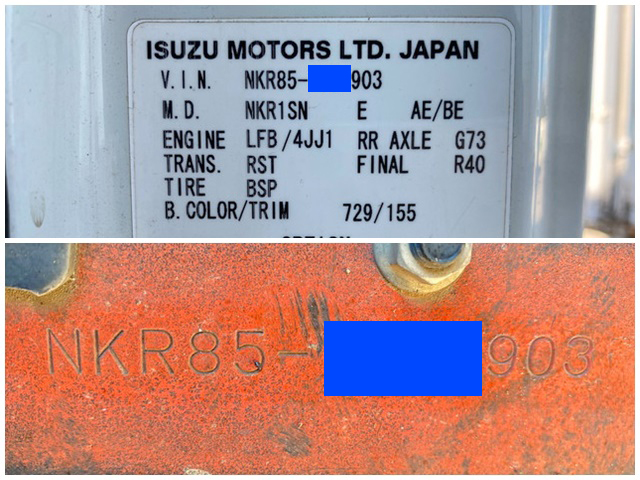 ISUZU MOTORS LTD. JAPAN
V.I.N. NKR85- 903
M.D. NKR1SN E AE/BE
ENGINE LFB/4JJ1 RR AXLE G73
TRANS. RST FINAL R40
TIRE BSP
B.COLOR/TRIM 729/155
NKR85- 903